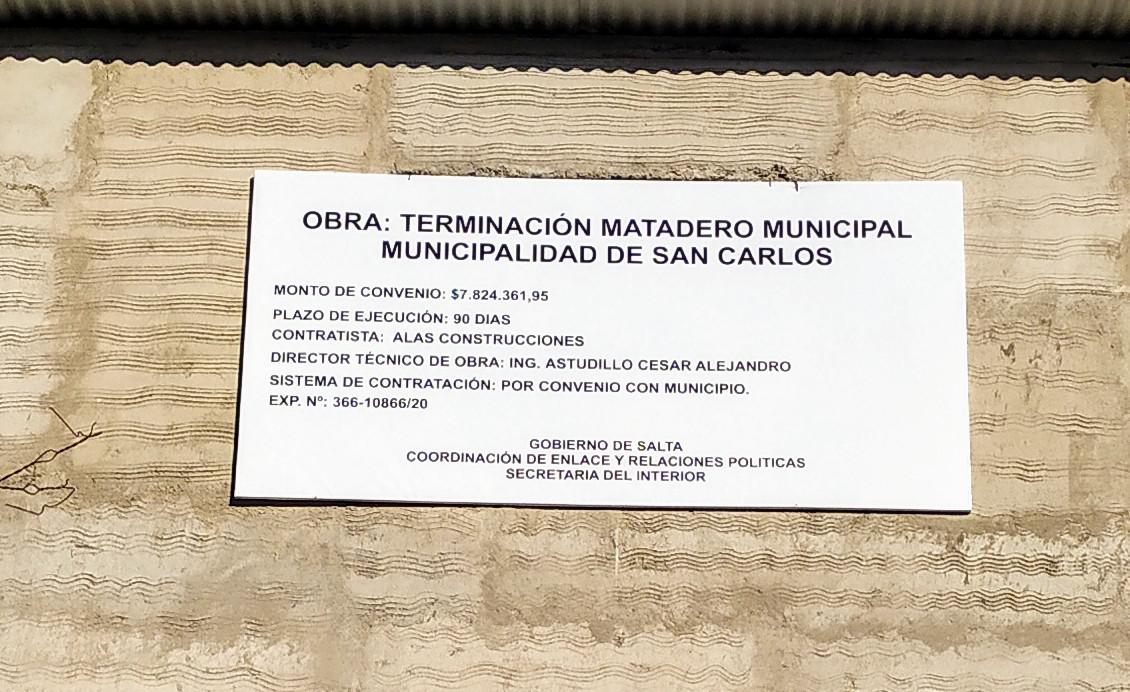 OBRA: TERMINACIÓN MATADERO MUNICIPAL
MUNICIPALIDAD DE SAN CARLOS
MONTO DE CONVENIO: $7.824.361,95
PLAZO DE EJECUCIÓN: 90 DIAS
CONTRATISTA: ALAS CONSTRUCCIONES
DIRECTOR TÉCNICO DE OBRA: ING. ASTUDILLO CESAR ALEJANDRO
SISTEMA DE CONTRATACIÓN: POR CONVENIO CON MUNICIPIO.
EXP. Nº: 366-10866/20
GOBIERNO DE SALTA
COORDINACIÓN DE ENLACE Y RELACIONES POLITICAS
SECRETARIA DEL INTERIOR